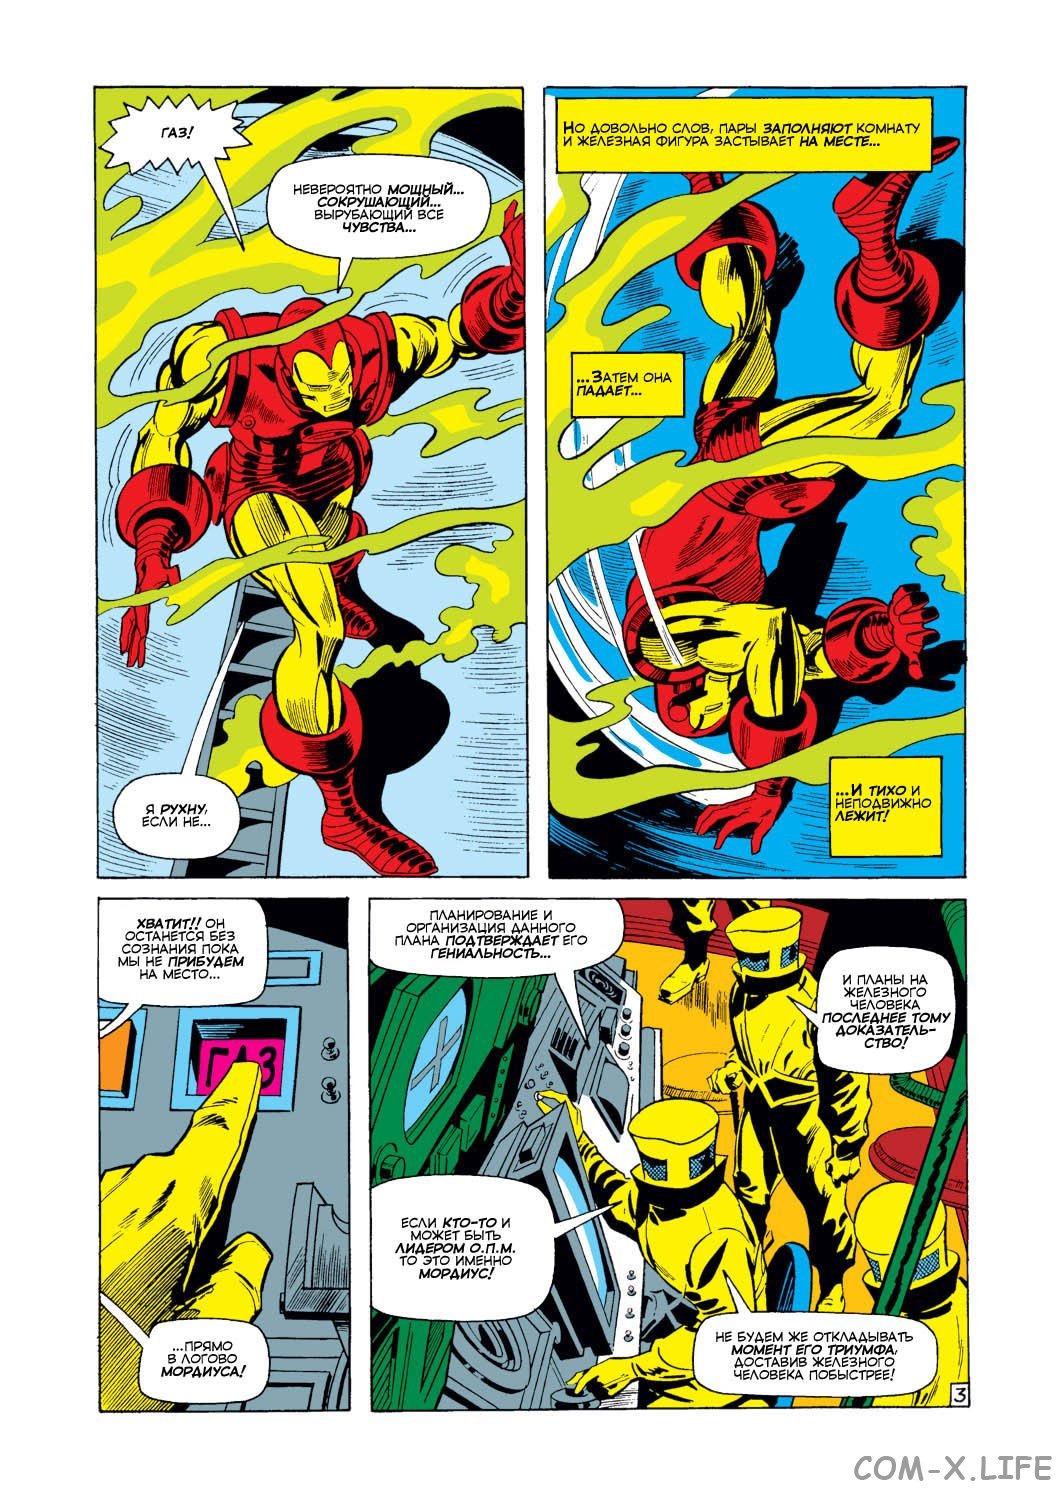 ГАЗ!
НЕВЕРОЯТНО МОЩНЫЙ...
СОКРУШАЮЩИЙ...
ВЫРУБАЮЩИЙ ВСЕ
ЧУВСТВА...
Я РУХНУ,
ЕСЛИ НЕ...
НО ДОВОЛЬНО СЛОВ, ПАРЫ ЗАПОЛНЯЮТ КОМНАТУ
И ЖЕЛЕЗНАЯ ФИГУРА ЗАСТЫВАЕТ НА МЕСТЕ...
...ЗАТЕМ ОНА
ПАДАЕТ...
...И ТИХО И
НЕПОДВИЖНО
ЛЕЖИТ!
ХВАТИТ!! ОН
ОСТАНЕТСЯ БЕЗ
СОЗНАНИЯ ПОКА
МЫ НЕ ПРИБУДЕМ
НА МЕСТО...
ГАЗ
...ПРЯМО
В ЛОГОВО
МОРДИУСА!
ПЛАНИРОВАНИЕ И
ОРГАНИЗАЦИЯ ДАННОГО
ПЛАНА ПОДТВЕРЖДАЕТ ЕГО
ГЕНИАЛЬНОСТЬ...
И ПЛАНЫ НА
ЖЕЛЕЗНОГО
ЧЕЛОВЕКА
ПОСЛЕДНЕЕ ТОМУ
ДОКАЗАТЕЛЬ-
СТВО!
ЕСЛИ КТО-ТО И
МОЖЕТ БЫТЬ
ЛИДЕРОМ О.П.М.
ТО ЭТО ИМЕННО
МОРДИУС!
НЕ БУДЕМ ЖЕ ОТКЛАДЫВАТЬ
МОМЕНТ ЕГО ТРИУМФА,
ДОСТАВИВ ЖЕЛЕЗНОГО
ЧЕЛОВЕКА ПОБЫСТРЕЕ!
3
COM-X.LIFE